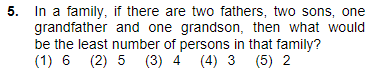 5. In a family, if there are two fathers, two sons, one
grandfather and one grandson, then what would
be the least number of persons in that family?
(1) 6 (2) 5 (3) 4 (4) 3 (5) 2